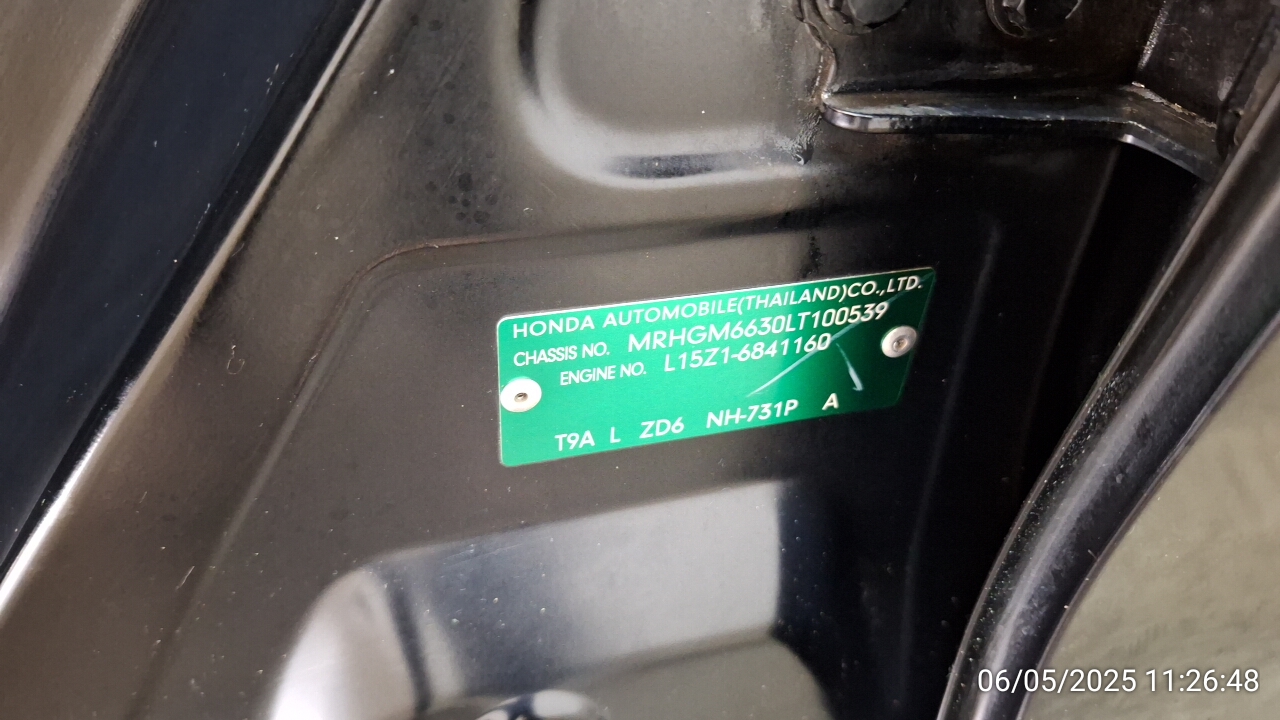 HONDA AUTOMOBILE(THAILAND)CO.,LTD.
CHASSIS NO. MRHGM6630LT100539
ENGINE NO. L15Z1-6841160
T9A L ZD6 NH-731P A
06/05/2025 11:26:48